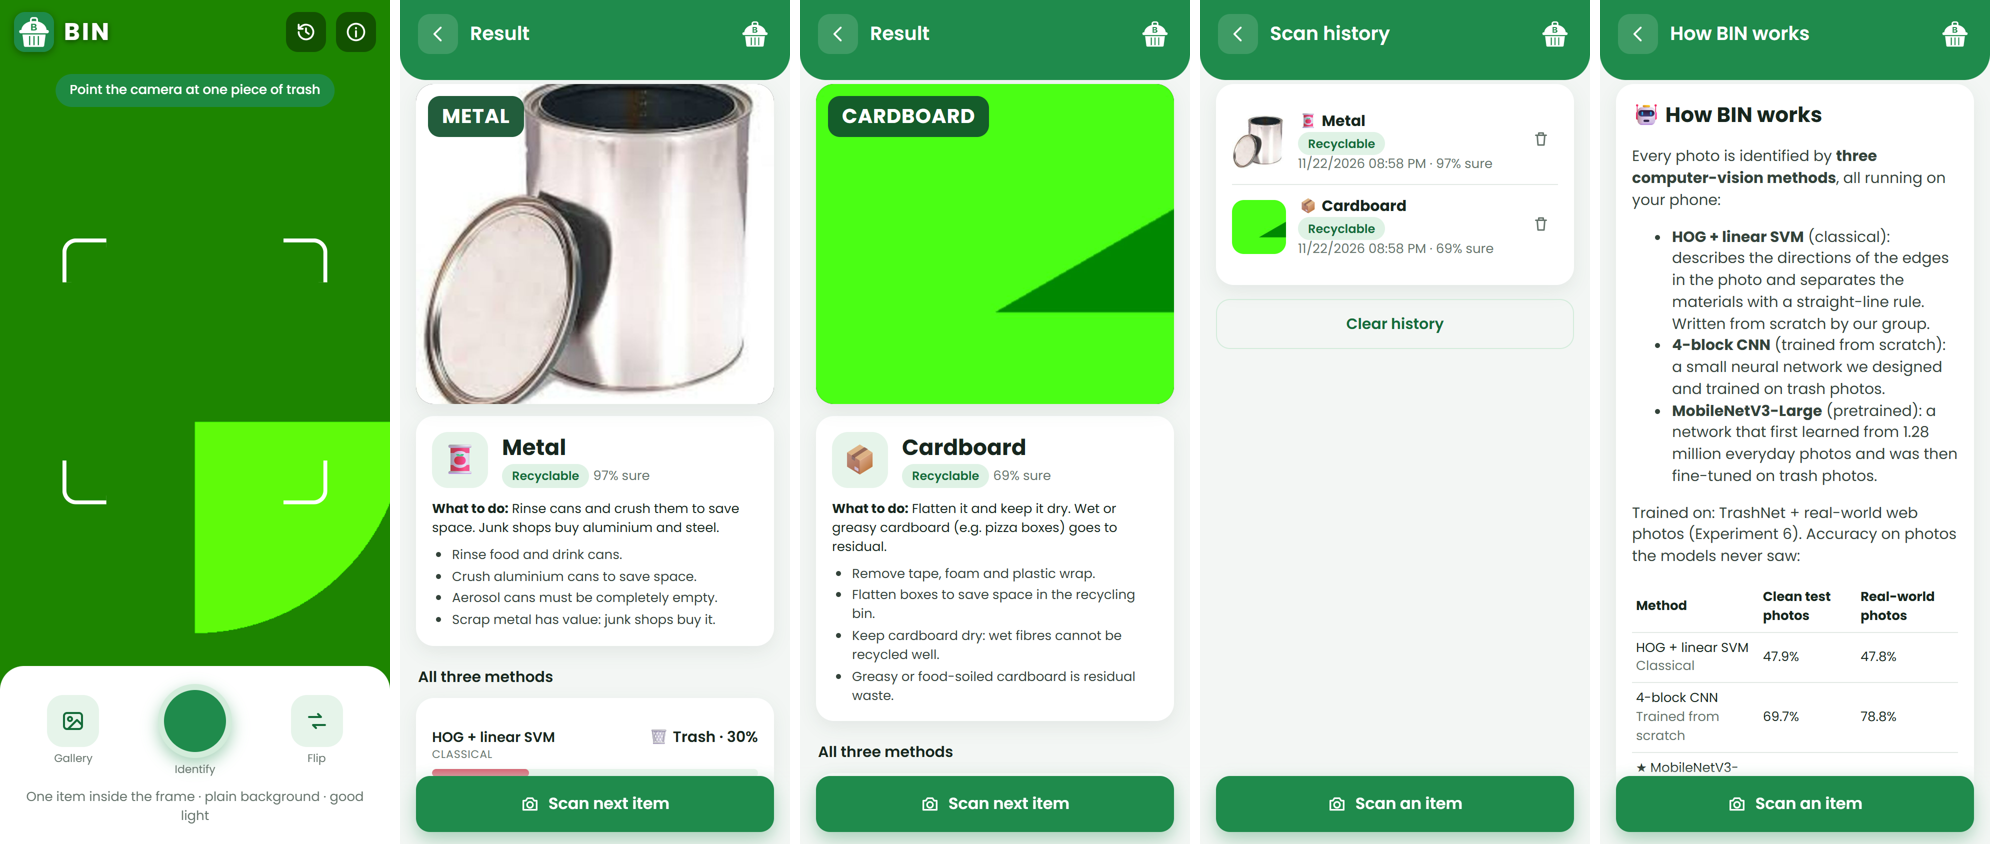 B
BIN
Point the camera at one piece of trash
Gallery
Identify
Flip
One item inside the frame · plain background · good
light
Result
B
METAL
Metal
Recyclable 97% sure
What to do: Rinse cans and crush them to save
space. Junk shops buy aluminium and steel.
• Rinse food and drink cans.
• Crush aluminium cans to save space.
• Aerosol cans must be completely empty.
• Scrap metal has value: junk shops buy it.
All three methods
HOG + linear SVM
Trash · 30%
CLASSICAL
Scan next item
Result
B
CARDBOARD
Cardboard
Recyclable 69% sure
What to do: Flatten it and keep it dry. Wet or
greasy cardboard (e.g. pizza boxes) goes to
residual.
• Remove tape, foam and plastic wrap.
• Flatten boxes to save space in the recycling
bin.
• Keep cardboard dry: wet fibres cannot be
recycled well.
• Greasy or food-soiled cardboard is residual
waste.
All three methods
Scan next item
Scan history
B
Metal
Recyclable
11/22/2026 08:58 PM · 97% sure
Cardboard
Recyclable
11/22/2026 08:58 PM · 69% sure
Clear history
Scan an item
How BIN works
B
How BIN works
Every photo is identified by three
computer-vision methods, all running on
your phone:
• HOG + linear SVM (classical):
describes the directions of the edges
in the photo and separates the
materials with a straight-line rule.
Written from scratch by our group.
• 4-block CNN (trained from scratch):
a small neural network we designed
and trained on trash photos.
• MobileNetV3-Large (pretrained): a
network that first learned from 1.28
million everyday photos and was then
fine-tuned on trash photos.
Trained on: TrashNet + real-world web
photos (Experiment 6). Accuracy on photos
the models never saw:
Method
Clean test
photos
Real-world
photos
HOG + linear SVM
Classical
47.9%
47.8%
4-block CNN
Trained from
scratch
69.7%
78.8%
★ MobileNetV3-
Scan an item